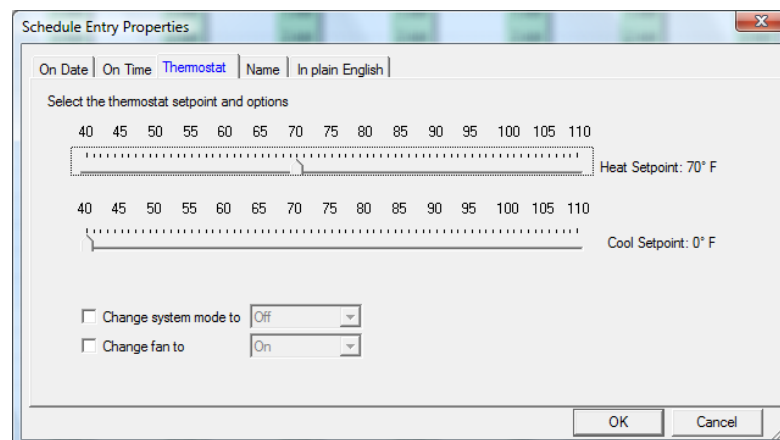 Schedule Entry Properties
On Date On Time Thermostat Name In plain English
Select the thermostat setpoint and options
40 45 50 55 60 65 70 75 80 85 90 95 100 105 110
Heat Setpoint: 70° F
40 45 50 55 60 65 70 75 80 85 90 95 100 105 110
Cool Setpoint: 0° F
Change system mode to Off
Change fan to On
OK Cancel